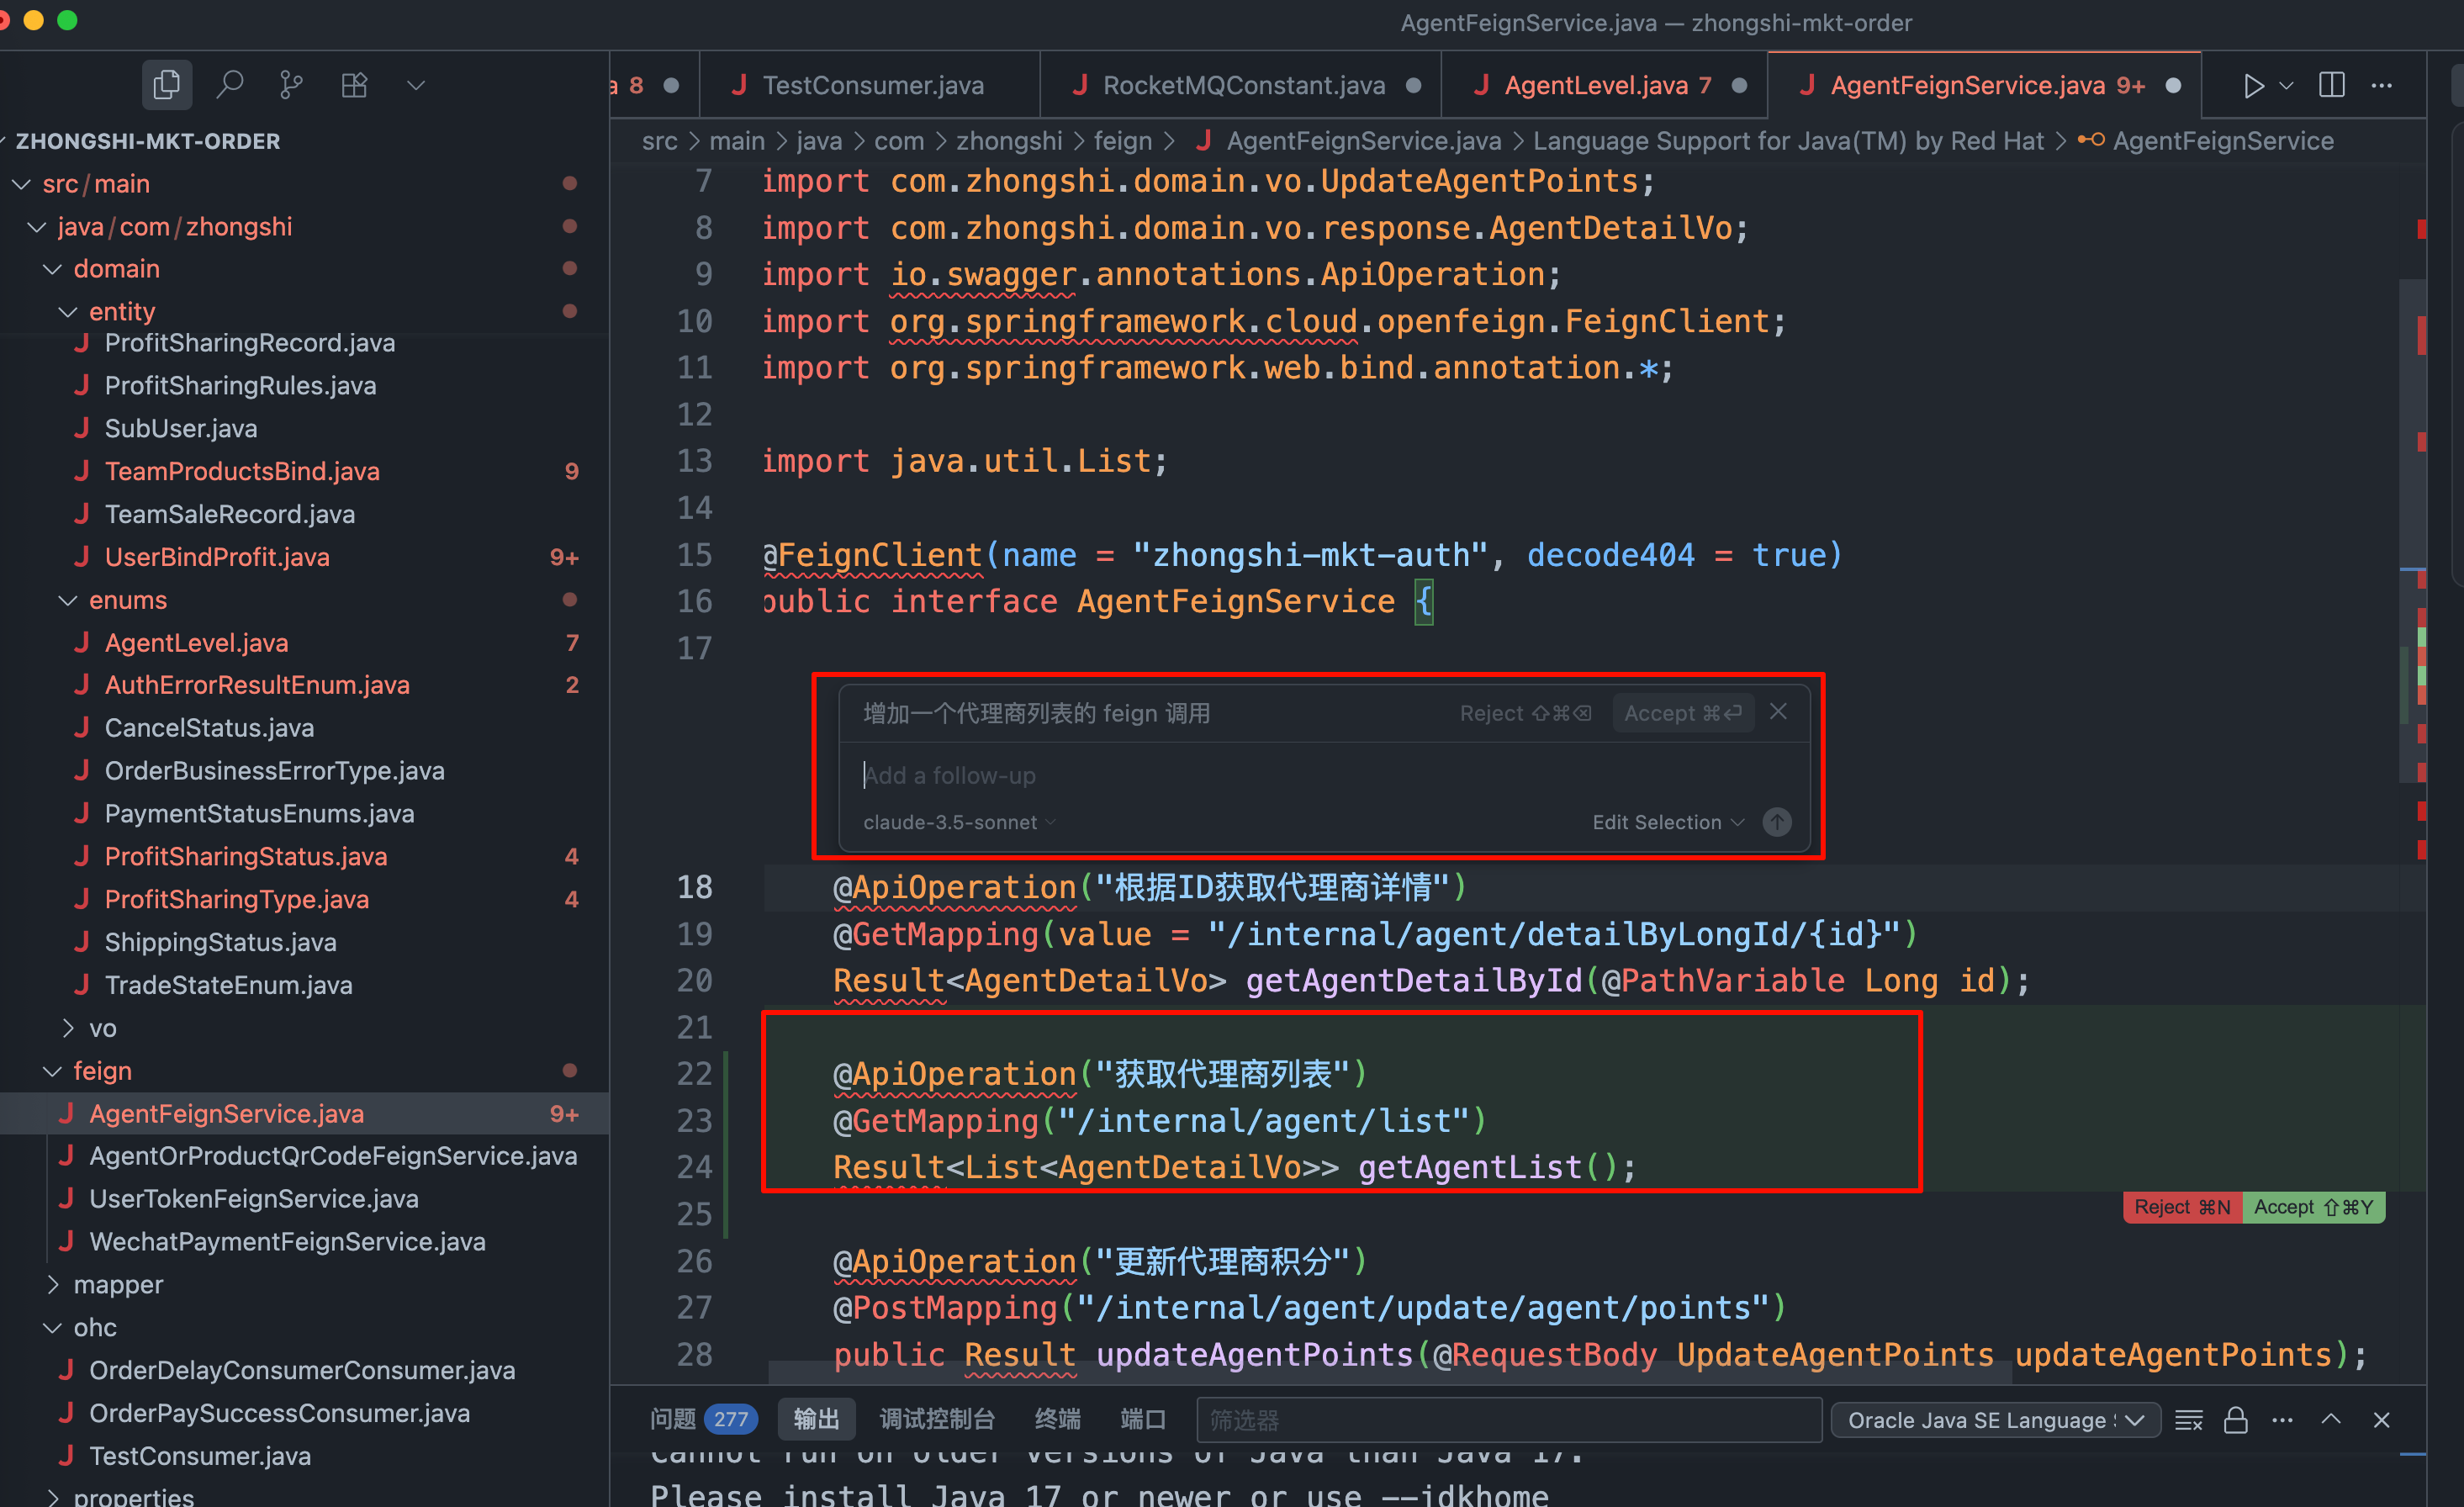 AgentFeignService.java — zhongshi-mkt-order
ZHONGSHI-MKT-ORDER
src/main
java/com/zhongshi
domain
entity
ProfitSharingRecord.java
ProfitSharingRules.java
SubUser.java
TeamProductsBind.java 9
TeamSaleRecord.java
UserBindProfit.java 9+
enums
AgentLevel.java 7
AuthErrorResultEnum.java 2
CancelStatus.java
OrderBusinessErrorType.java
PaymentStatusEnums.java
ProfitSharingStatus.java 4
ProfitSharingType.java 4
ShippingStatus.java
TradeStateEnum.java
vo
feign
AgentFeignService.java 9+
AgentOrProductQrCodeFeignService.java
UserTokenFeignService.java
WechatPaymentFeignService.java
mapper
ohc
OrderDelayConsumerConsumer.java
OrderPaySuccessConsumer.java
TestConsumer.java
properties
a 8 TestConsumer.java RocketMQConstant.java AgentLevel.java 7 AgentFeignService.java 9+
src > main > java > com > zhongshi > feign > AgentFeignService.java > Language Support for Java(TM) by Red Hat > AgentFeignService
7 import com.zhongshi.domain.vo.UpdateAgentPoints;
8 import com.zhongshi.domain.vo.response.AgentDetailVo;
9 import io.swagger.annotations.ApiOperation;
10 import org.springframework.cloud.openfeign.FeignClient;
11 import org.springframework.web.bind.annotation.*;
12
13 import java.util.List;
14
15 @FeignClient(name = "zhongshi-mkt-auth", decode404 = true)
16 public interface AgentFeignService {
17
增加一个代理商列表的 feign 调用 Reject ⇧⌘⌫ Accept ⌘⏎
Add a follow-up
claude-3.5-sonnet Edit Selection
18 @ApiOperation("根据ID获取代理商详情")
19 @GetMapping(value = "/internal/agent/detailByLongId/{id}")
20 Result<AgentDetailVo> getAgentDetailById(@PathVariable Long id);
21
22 @ApiOperation("获取代理商列表")
23 @GetMapping("/internal/agent/list")
24 Result<List<AgentDetailVo>> getAgentList();
25
Reject ⌘N Accept ⇧⌘Y
26 @ApiOperation("更新代理商积分")
27 @PostMapping("/internal/agent/update/agent/points")
28 public Result updateAgentPoints(@RequestBody UpdateAgentPoints updateAgentPoints);
问题 277 输出 调试控制台 终端 端口 筛选器 Oracle Java SE Language
Cannot run on older versions of Java than Java 17.
Please install Java 17 or newer or use --jdkhome